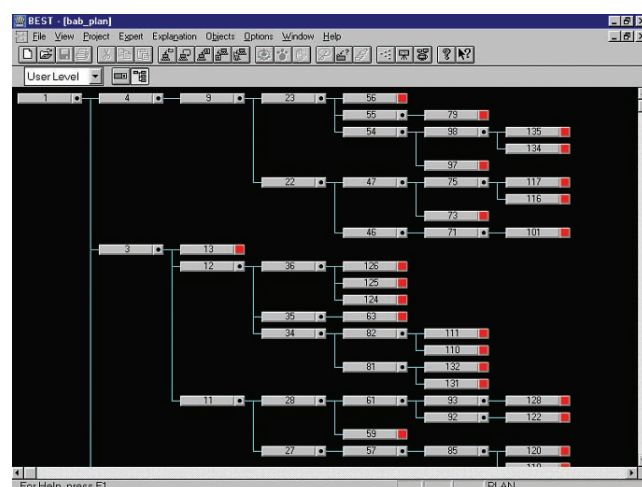 BEST - [bab_plan]
File View Project Expert Explanation Objects Options Window Help
User Level
1 4 9 23 56
55 79
54 98 135
134
97
22 47 75 117
116
73
46 71 101
3 13
12 36 126
125
124
35 63
34 82 111
110
81 132
131
11 28 61 93 128
92 122
59
27 57 85 120
For Help, press F1 PLAN